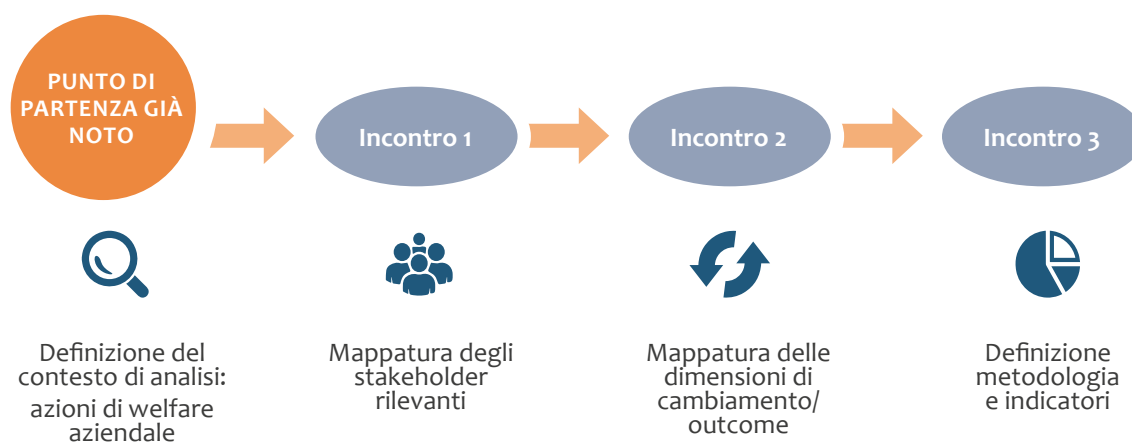 PUNTO DI
PARTENZA GIÀ
NOTO
Incontro 1
Incontro 2
Incontro 3
Definizione del
contesto di analisi:
azioni di welfare
aziendale
Mappatura degli
stakeholder
rilevanti
Mappatura delle
dimensioni di
cambiamento/
outcome
Definizione
metodologia
e indicatori